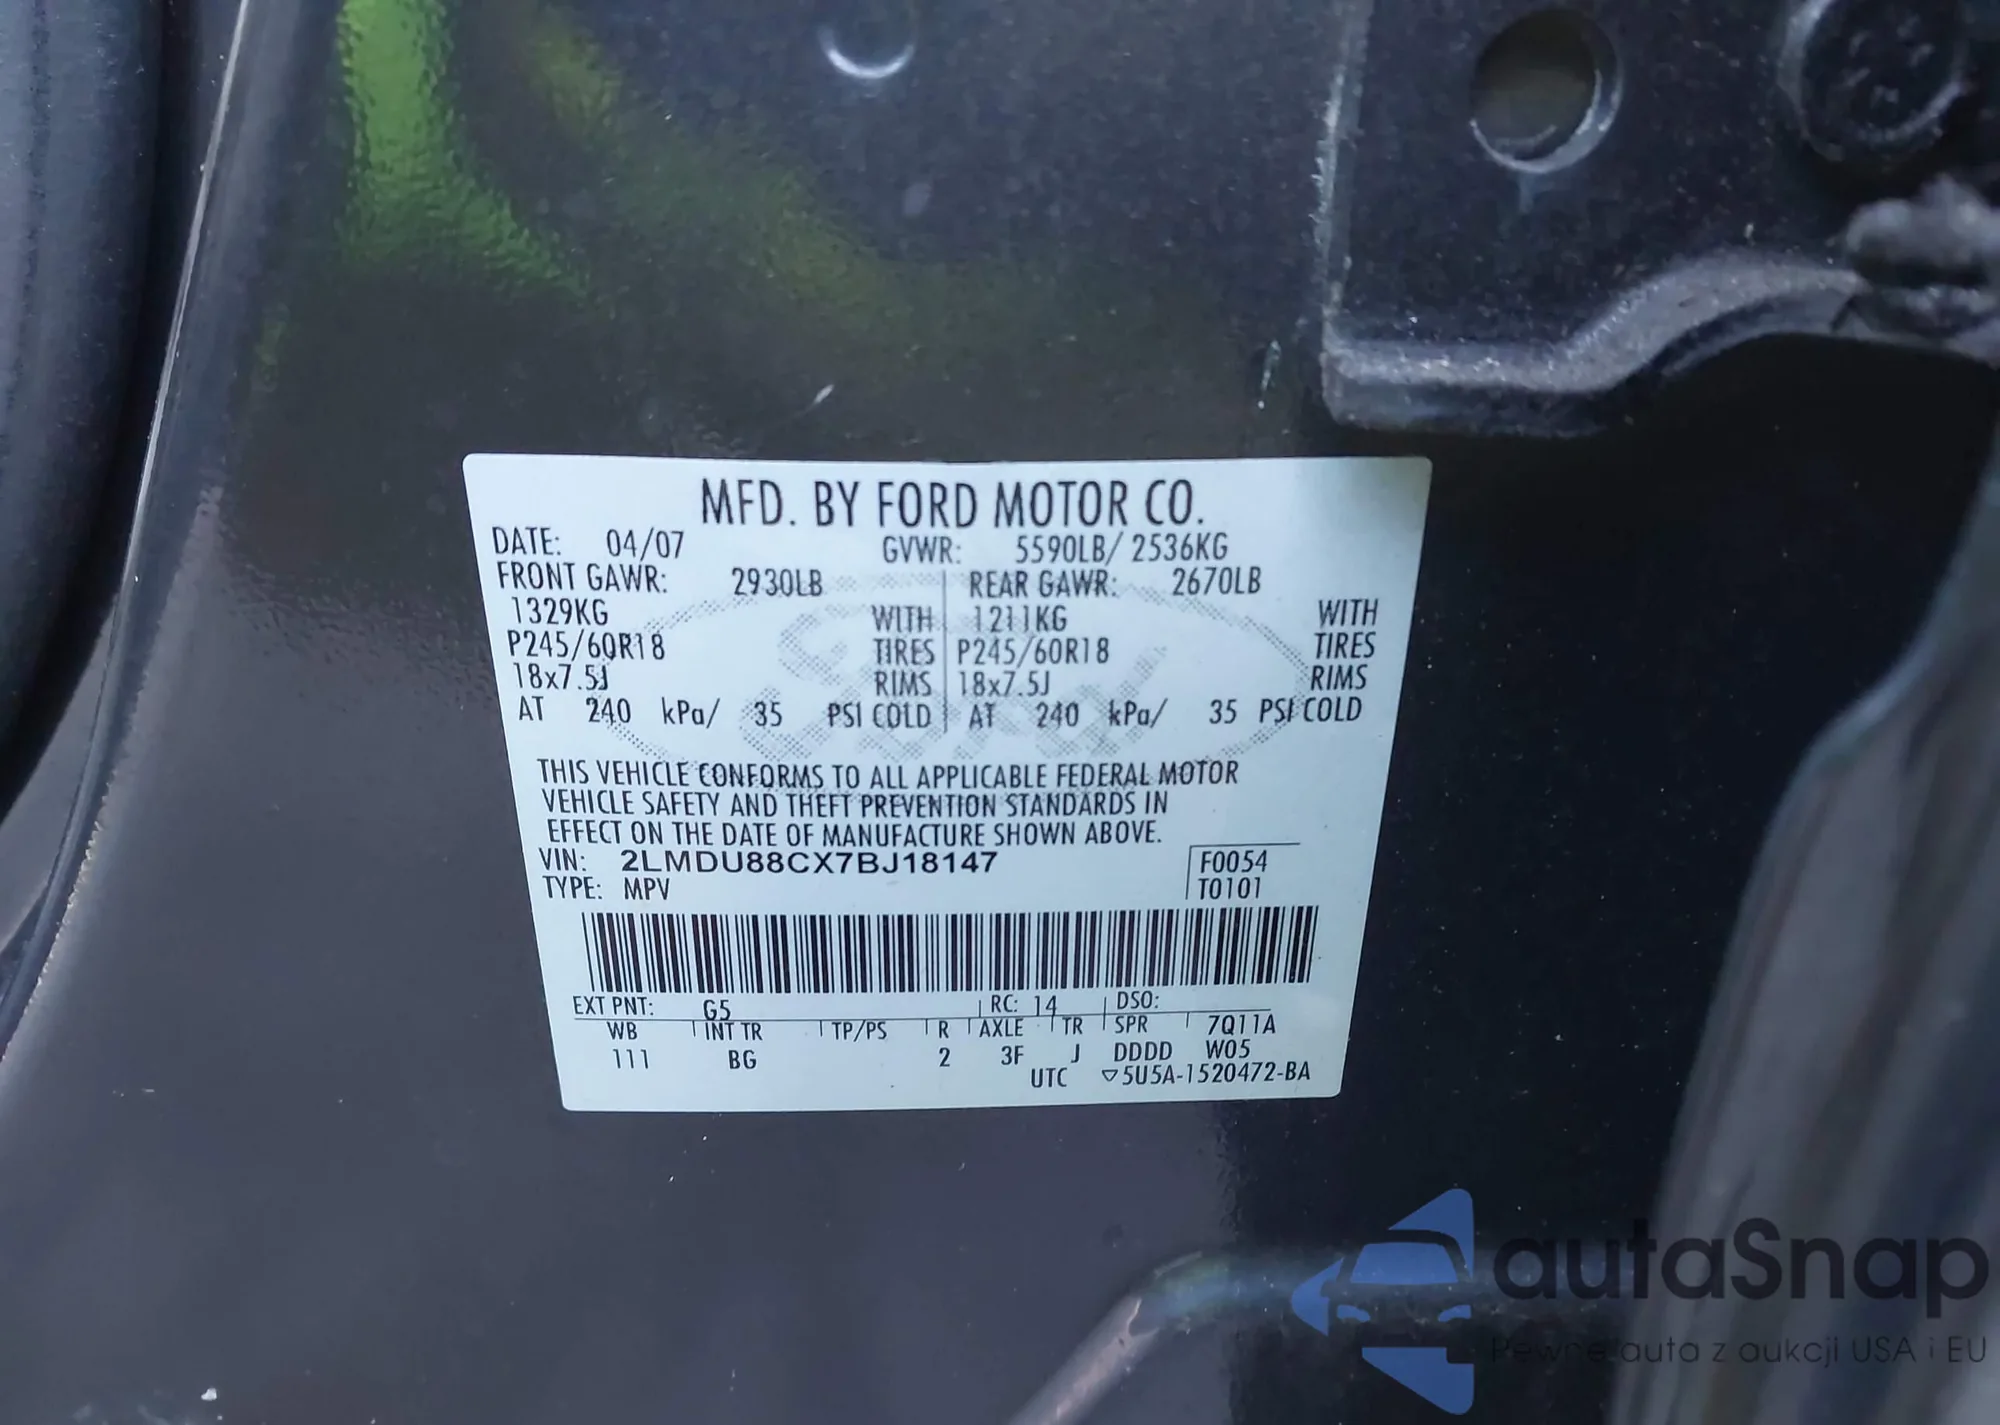 MFD. BY FORD MOTOR CO.
DATE: 04/07 GVWR: 5590LB/ 2536KG
FRONT GAWR: 2930LB REAR GAWR: 2670LB
1329KG WITH 1211KG WITH
P245/60R18 TIRES P245/60R18 TIRES
18x7.5J RIMS 18x7.5J RIMS
AT 240 kPa/ 35 PSI COLD AT 240 kPa/ 35 PSI COLD
THIS VEHICLE CONFORMS TO ALL APPLICABLE FEDERAL MOTOR
VEHICLE SAFETY AND THEFT PREVENTION STANDARDS IN
EFFECT ON THE DATE OF MANUFACTURE SHOWN ABOVE.
VIN: 2LMDU88CX7BJ18147 F0054
TYPE: MPV T0101
EXT PNT: G5 RC: 14 DSO:
WB INT TR TP/PS R AXLE TR SPR 7Q11A
111 BG 2 3F J DDDD W05
UTC ▽5U5A-1520472-BA
autaSnap
Pewne auta z aukcji USA i EU